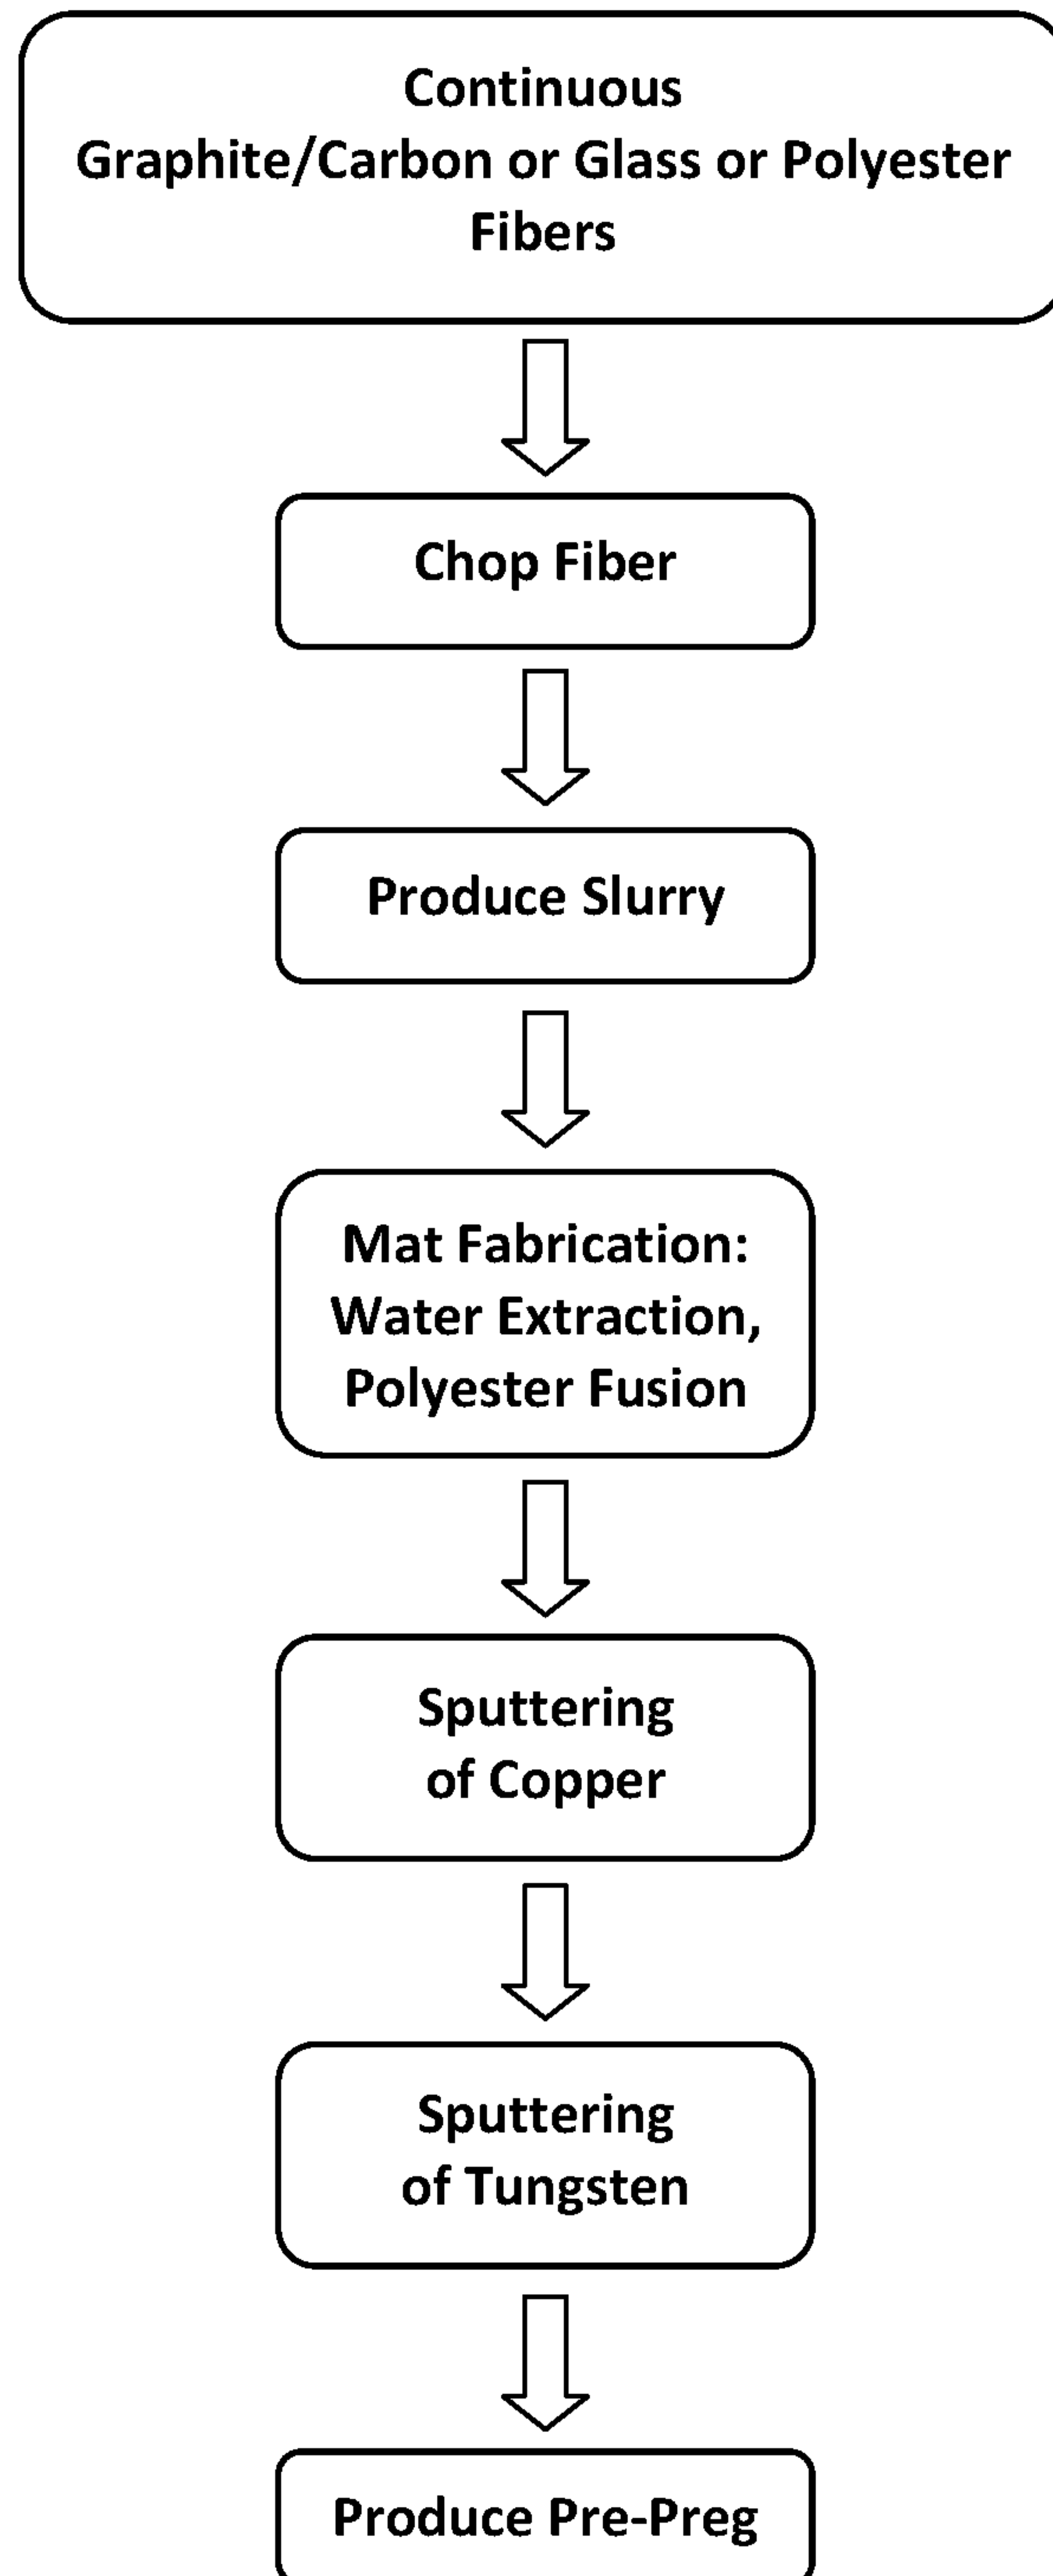 Continuous
Graphite/Carbon or Glass or Polyester
Fibers
Chop Fiber
Produce Slurry
Mat Fabrication:
Water Extraction,
Polyester Fusion
Sputtering
of Copper
Sputtering
of Tungsten
Produce Pre-Preg